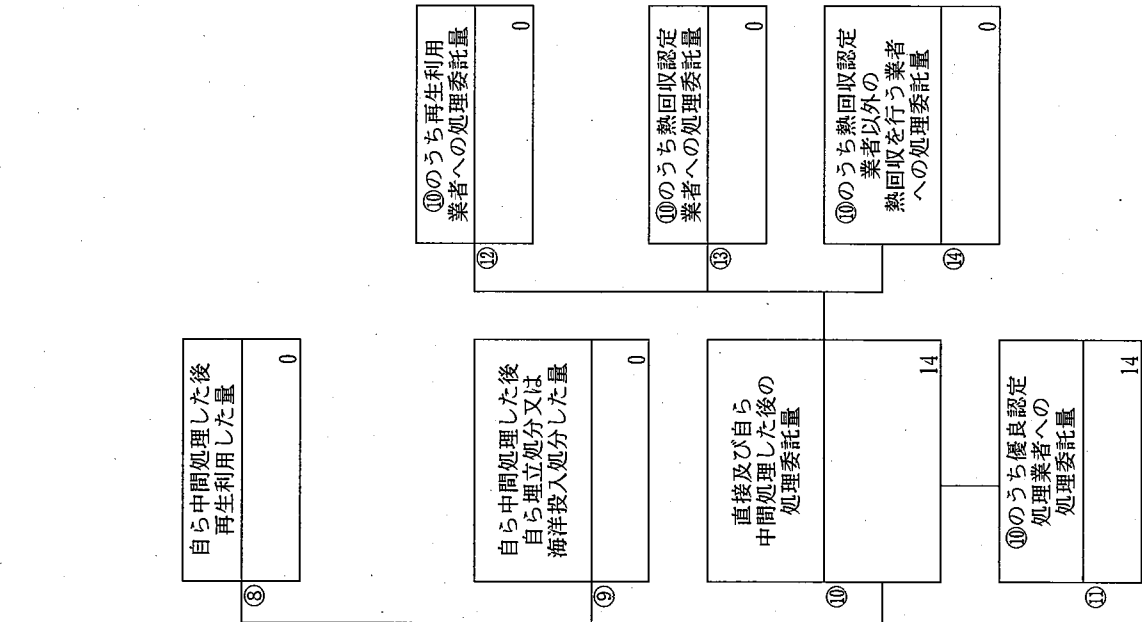 ⑧
自ら中間処理した後
再生利用した量
0
⑨
自ら中間処理した後
自ら埋立処分又は
海洋投入処分した量
0
⑩
直接及び自ら
中間処理した後の
処理委託量
14
⑪
⑩のうち優良認定
処理業者への
処理委託量
14
⑫
⑩のうち再生利用
業者への処理委託量
0
⑬
⑩のうち熱回収認定
業者への処理委託量
0
⑭
⑩のうち熱回収認定
業者以外の
熱回収を行う業者
への処理委託量
0